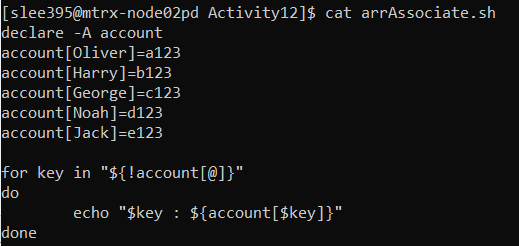 [slee395@mtrx-node02pd Activity12]$ cat arrAssociate.sh
declare -A account
account[Oliver]=a123
account[Harry]=b123
account[George]=c123
account[Noah]=d123
account[Jack]=e123

for key in "${!account[@]}"
do
        echo "$key : ${account[$key]}"
done